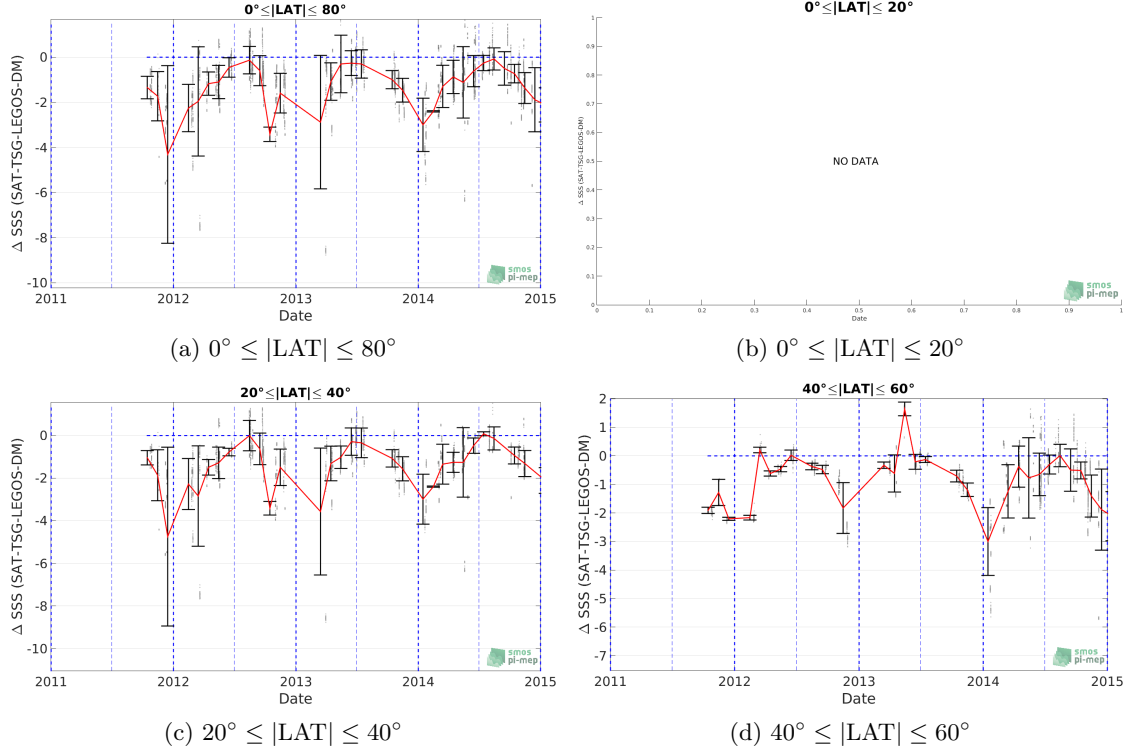 0°≤|LAT|≤ 80°
Δ SSS (SAT-TSG-LEGOS-DM)
0
-2
-4
-6
-8
-10
2011 2012 2013 2014 2015
Date
smos
pi-mep
(a) 0° ≤ |LAT| ≤ 80°
0°≤|LAT|≤ 20°
Δ SSS (SAT-TSG-LEGOS-DM)
1
0.9
0.8
0.7
0.6
0.5
0.4
0.3
0.2
0.1
0
NO DATA
0 0.1 0.2 0.3 0.4 0.5 0.6 0.7 0.8 0.9 1
Date
smos
pi-mep
(b) 0° ≤ |LAT| ≤ 20°
20°≤|LAT|≤ 40°
Δ SSS (SAT-TSG-LEGOS-DM)
0
-2
-4
-6
-8
-10
2011 2012 2013 2014 2015
Date
smos
pi-mep
(c) 20° ≤ |LAT| ≤ 40°
40°≤|LAT|≤ 60°
Δ SSS (SAT-TSG-LEGOS-DM)
2
1
0
-1
-2
-3
-4
-5
-6
-7
2011 2012 2013 2014 2015
Date
smos
pi-mep
(d) 40° ≤ |LAT| ≤ 60°